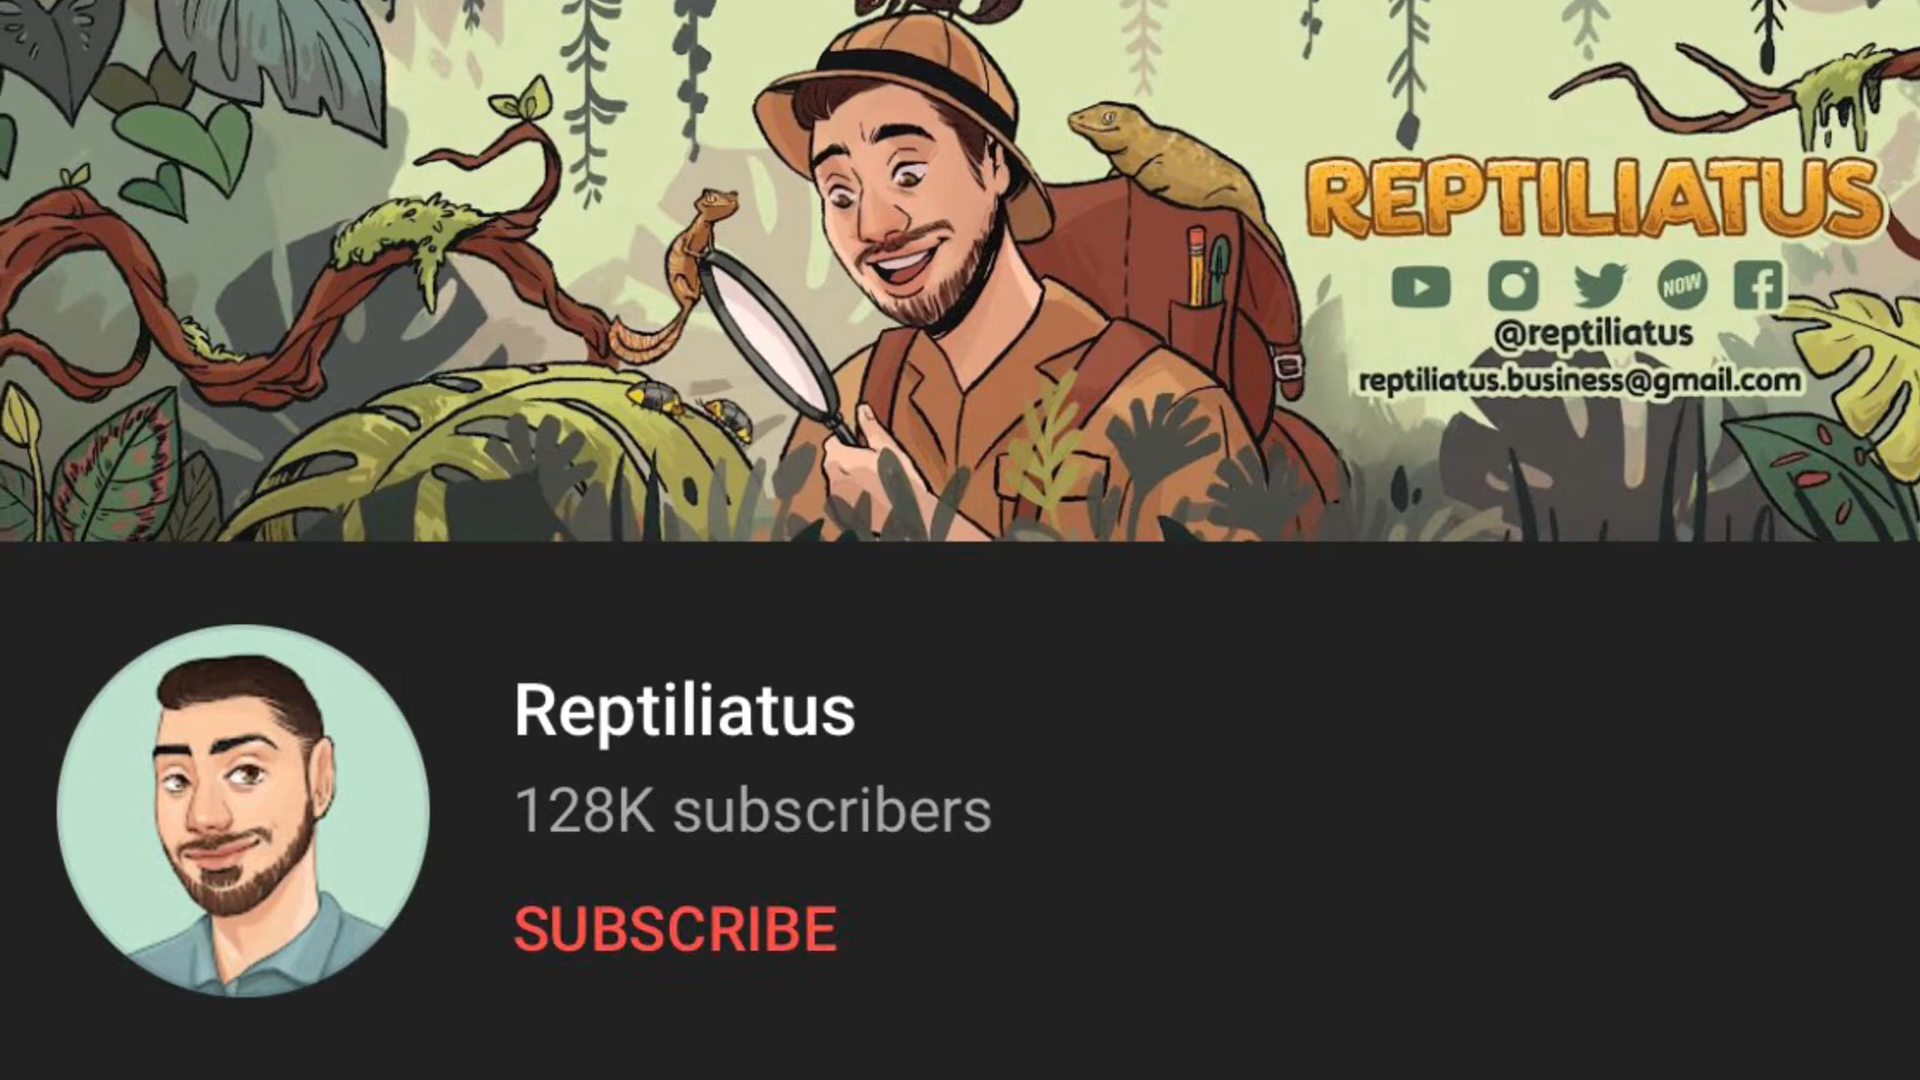 REPTILIATUS
NOW
@reptiliatus
reptiliatus.business@gmail.com
Reptiliatus
128K subscribers
SUBSCRIBE